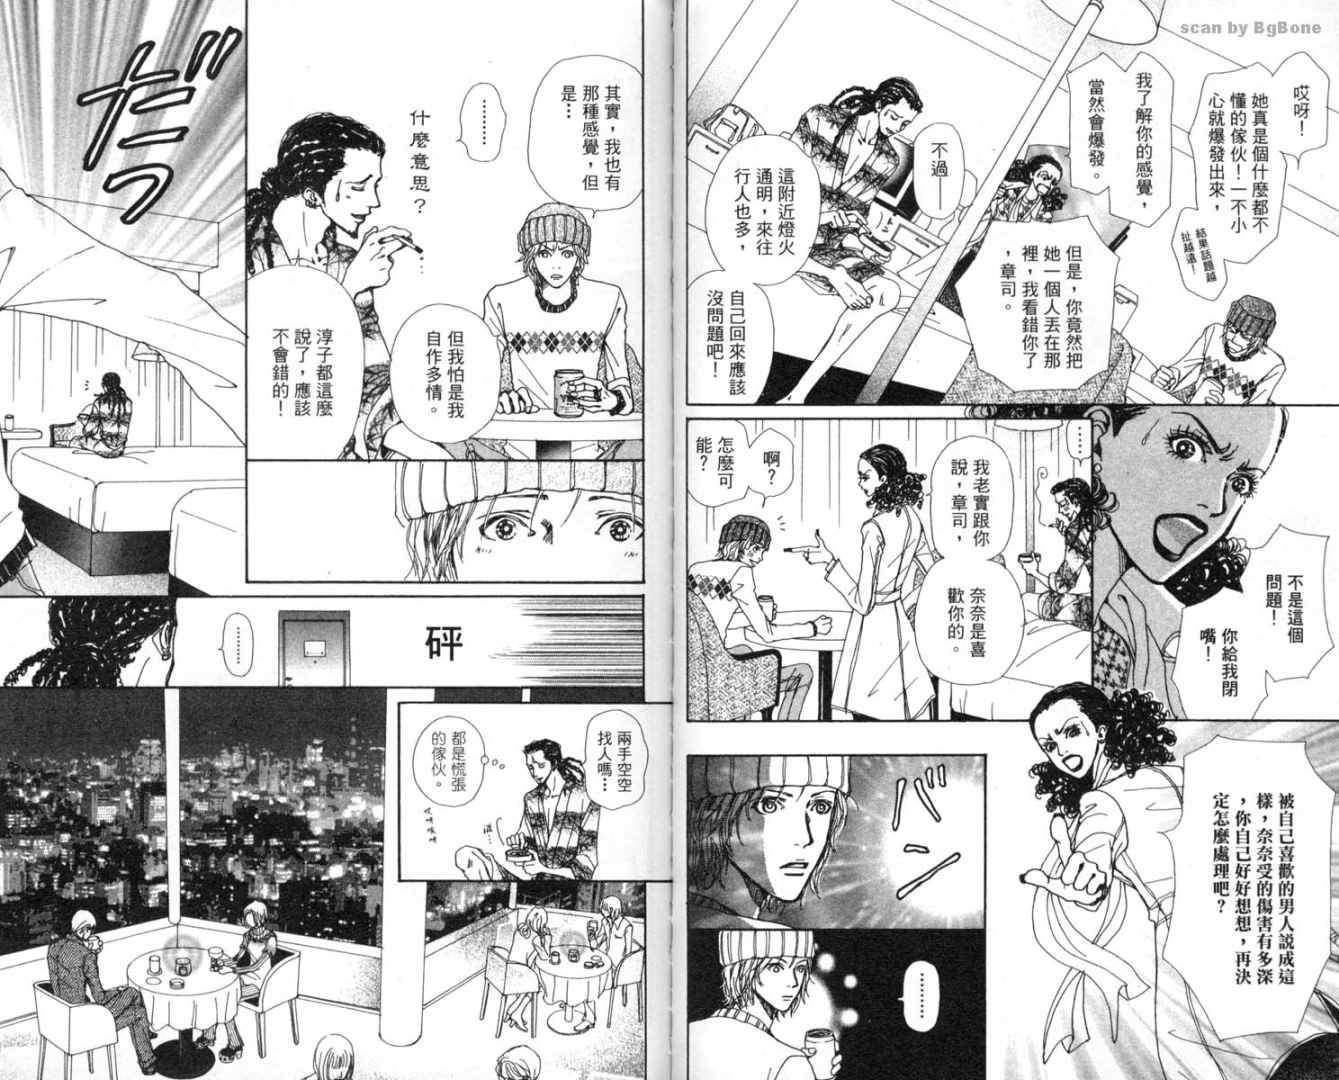 scan by BgBone
哎呀！
她真是個什麼都不
懂的傢伙！一不小
心就爆發出來，
結果話題越
扯越遠！
我了解你的感覺，
當然會爆發。
但是，你竟然把
她一個人丟在那
裡，我看錯你了
，章司。
不過—
這附近燈火
通明，來往
行人也多，
自己回來應該
沒問題吧！
不是這個
問題！
你給我閉
嘴！
……
我老實跟你
說，章司，
奈奈是喜
歡你的。
啊？
怎麼可
能？
被自己喜歡的男人說成這
樣，奈奈受的傷害有多深
，你自己好好想想，再決
定怎麼處理吧？
バン
………
其實，我也有
那種感覺，但
是…
………
什麼意思？
但我怕是我
自作多情。
淳子都這麼
說了，應該
不會錯的！
だっ
砰
………
兩手空空
找人嗎…
都是慌張
的傢伙。